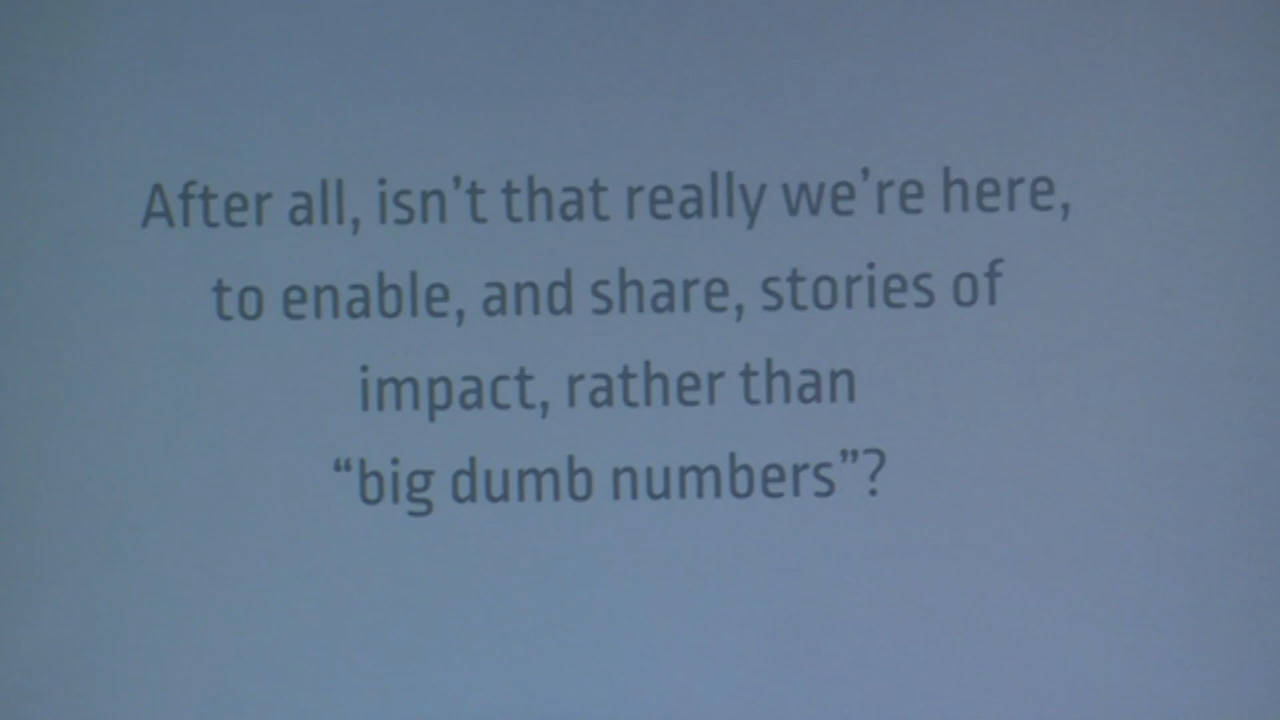 After all, isn’t that really we’re here,
to enable, and share, stories of
impact, rather than
“big dumb numbers”?